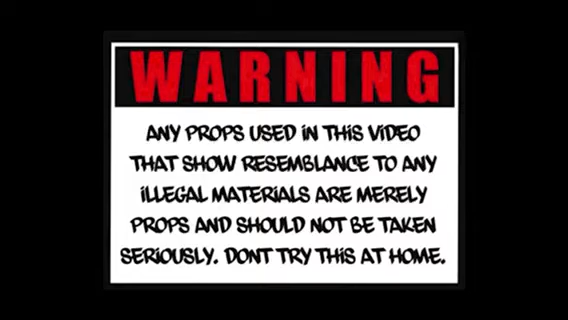 WARNING
ANY PROPS USED IN THIS VIDEO
THAT SHOW RESEMBLANCE TO ANY
ILLEGAL MATERIALS ARE MERELY
PROPS AND SHOULD NOT BE TAKEN
SERIOUSLY. DONT TRY THIS AT HOME.